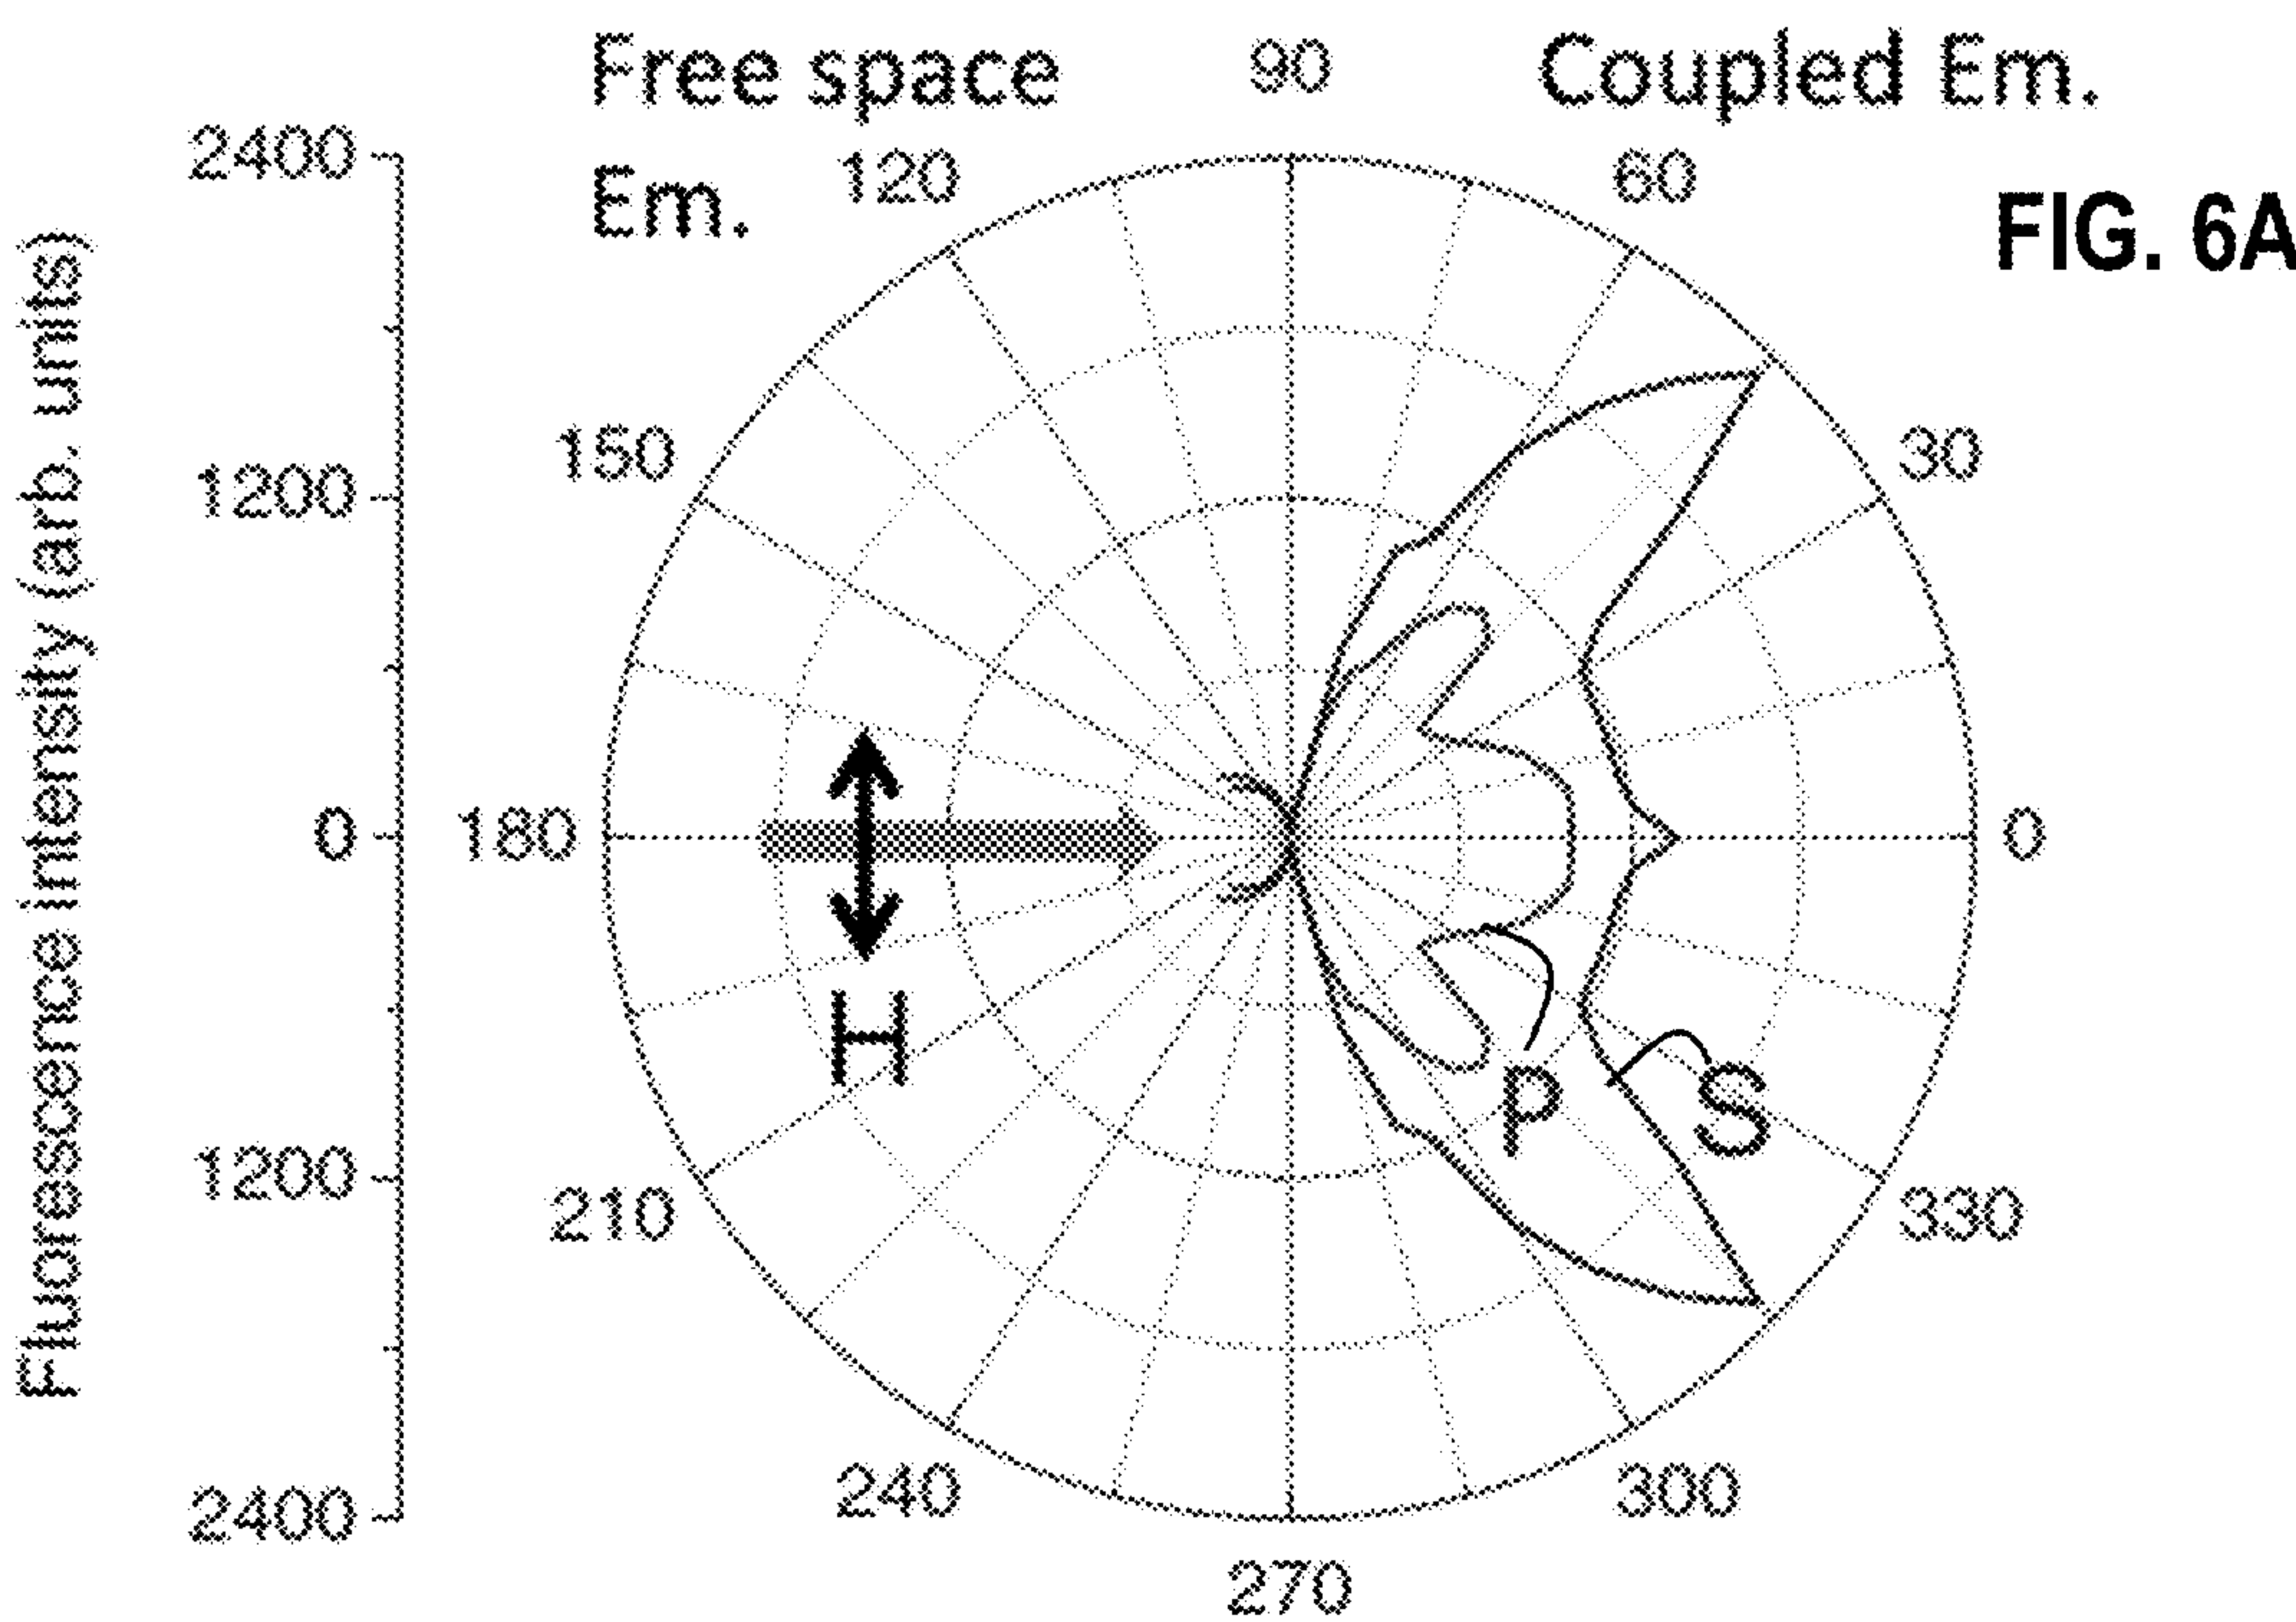 Free space
Em.
90
Coupled Em.
2400
120
60
FIG. 6A
150
30
1200
Fluorescence intensity (arb. units)
0
180
0
H
P
S
1200
210
330
240
300
2400
270